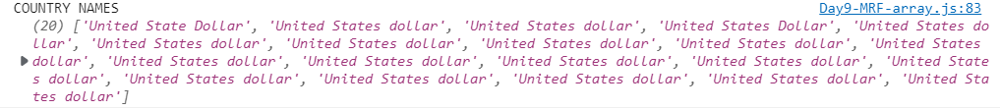 COUNTRY NAMES Day9-MRF-array.js:83
(20) ['United State Dollar', 'United States dollar', 'United States dollar', 'United States Dollar', 'United States do
llar', 'United States dollar', 'United States dollar', 'United States dollar', 'United States dollar', 'United States
dollar', 'United States dollar', 'United States dollar', 'United States dollar', 'United States dollar', 'United State
s dollar', 'United States dollar', 'United States dollar', 'United States dollar', 'United States dollar', 'United Sta
tes dollar']